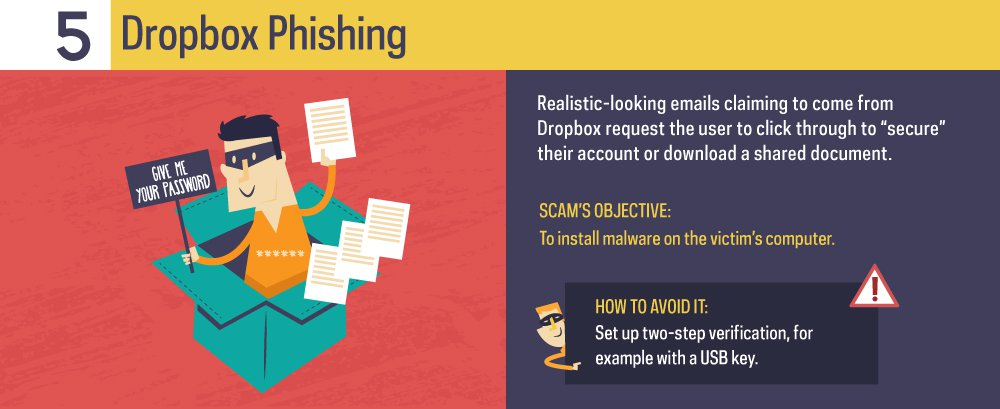 5 Dropbox Phishing
GIVE ME
YOUR PASSWORD
******
Realistic-looking emails claiming to come from
Dropbox request the user to click through to “secure”
their account or download a shared document.
SCAM’S OBJECTIVE:
To install malware on the victim’s computer.
!
HOW TO AVOID IT:
Set up two-step verification, for
example with a USB key.